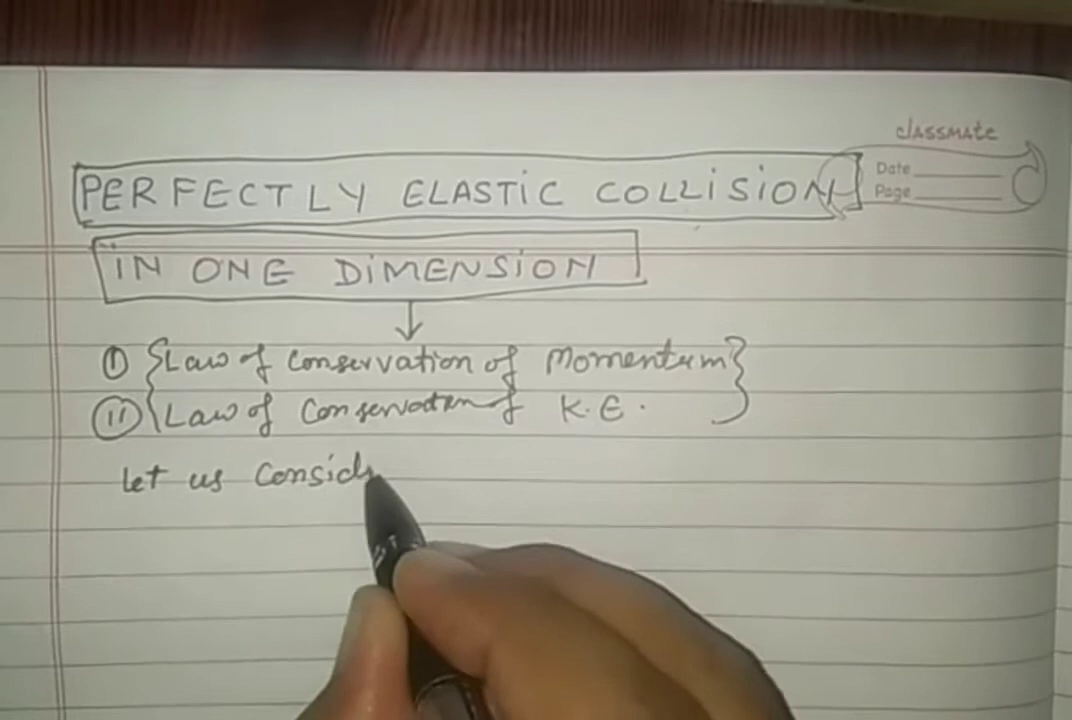 classmate
Date
Page
PERFECTLY ELASTIC COLLISION
IN ONE DIMENSION
(I) Law of Conservation of Momentum
(II) Law of Conservation of K.E.
Let us Consid